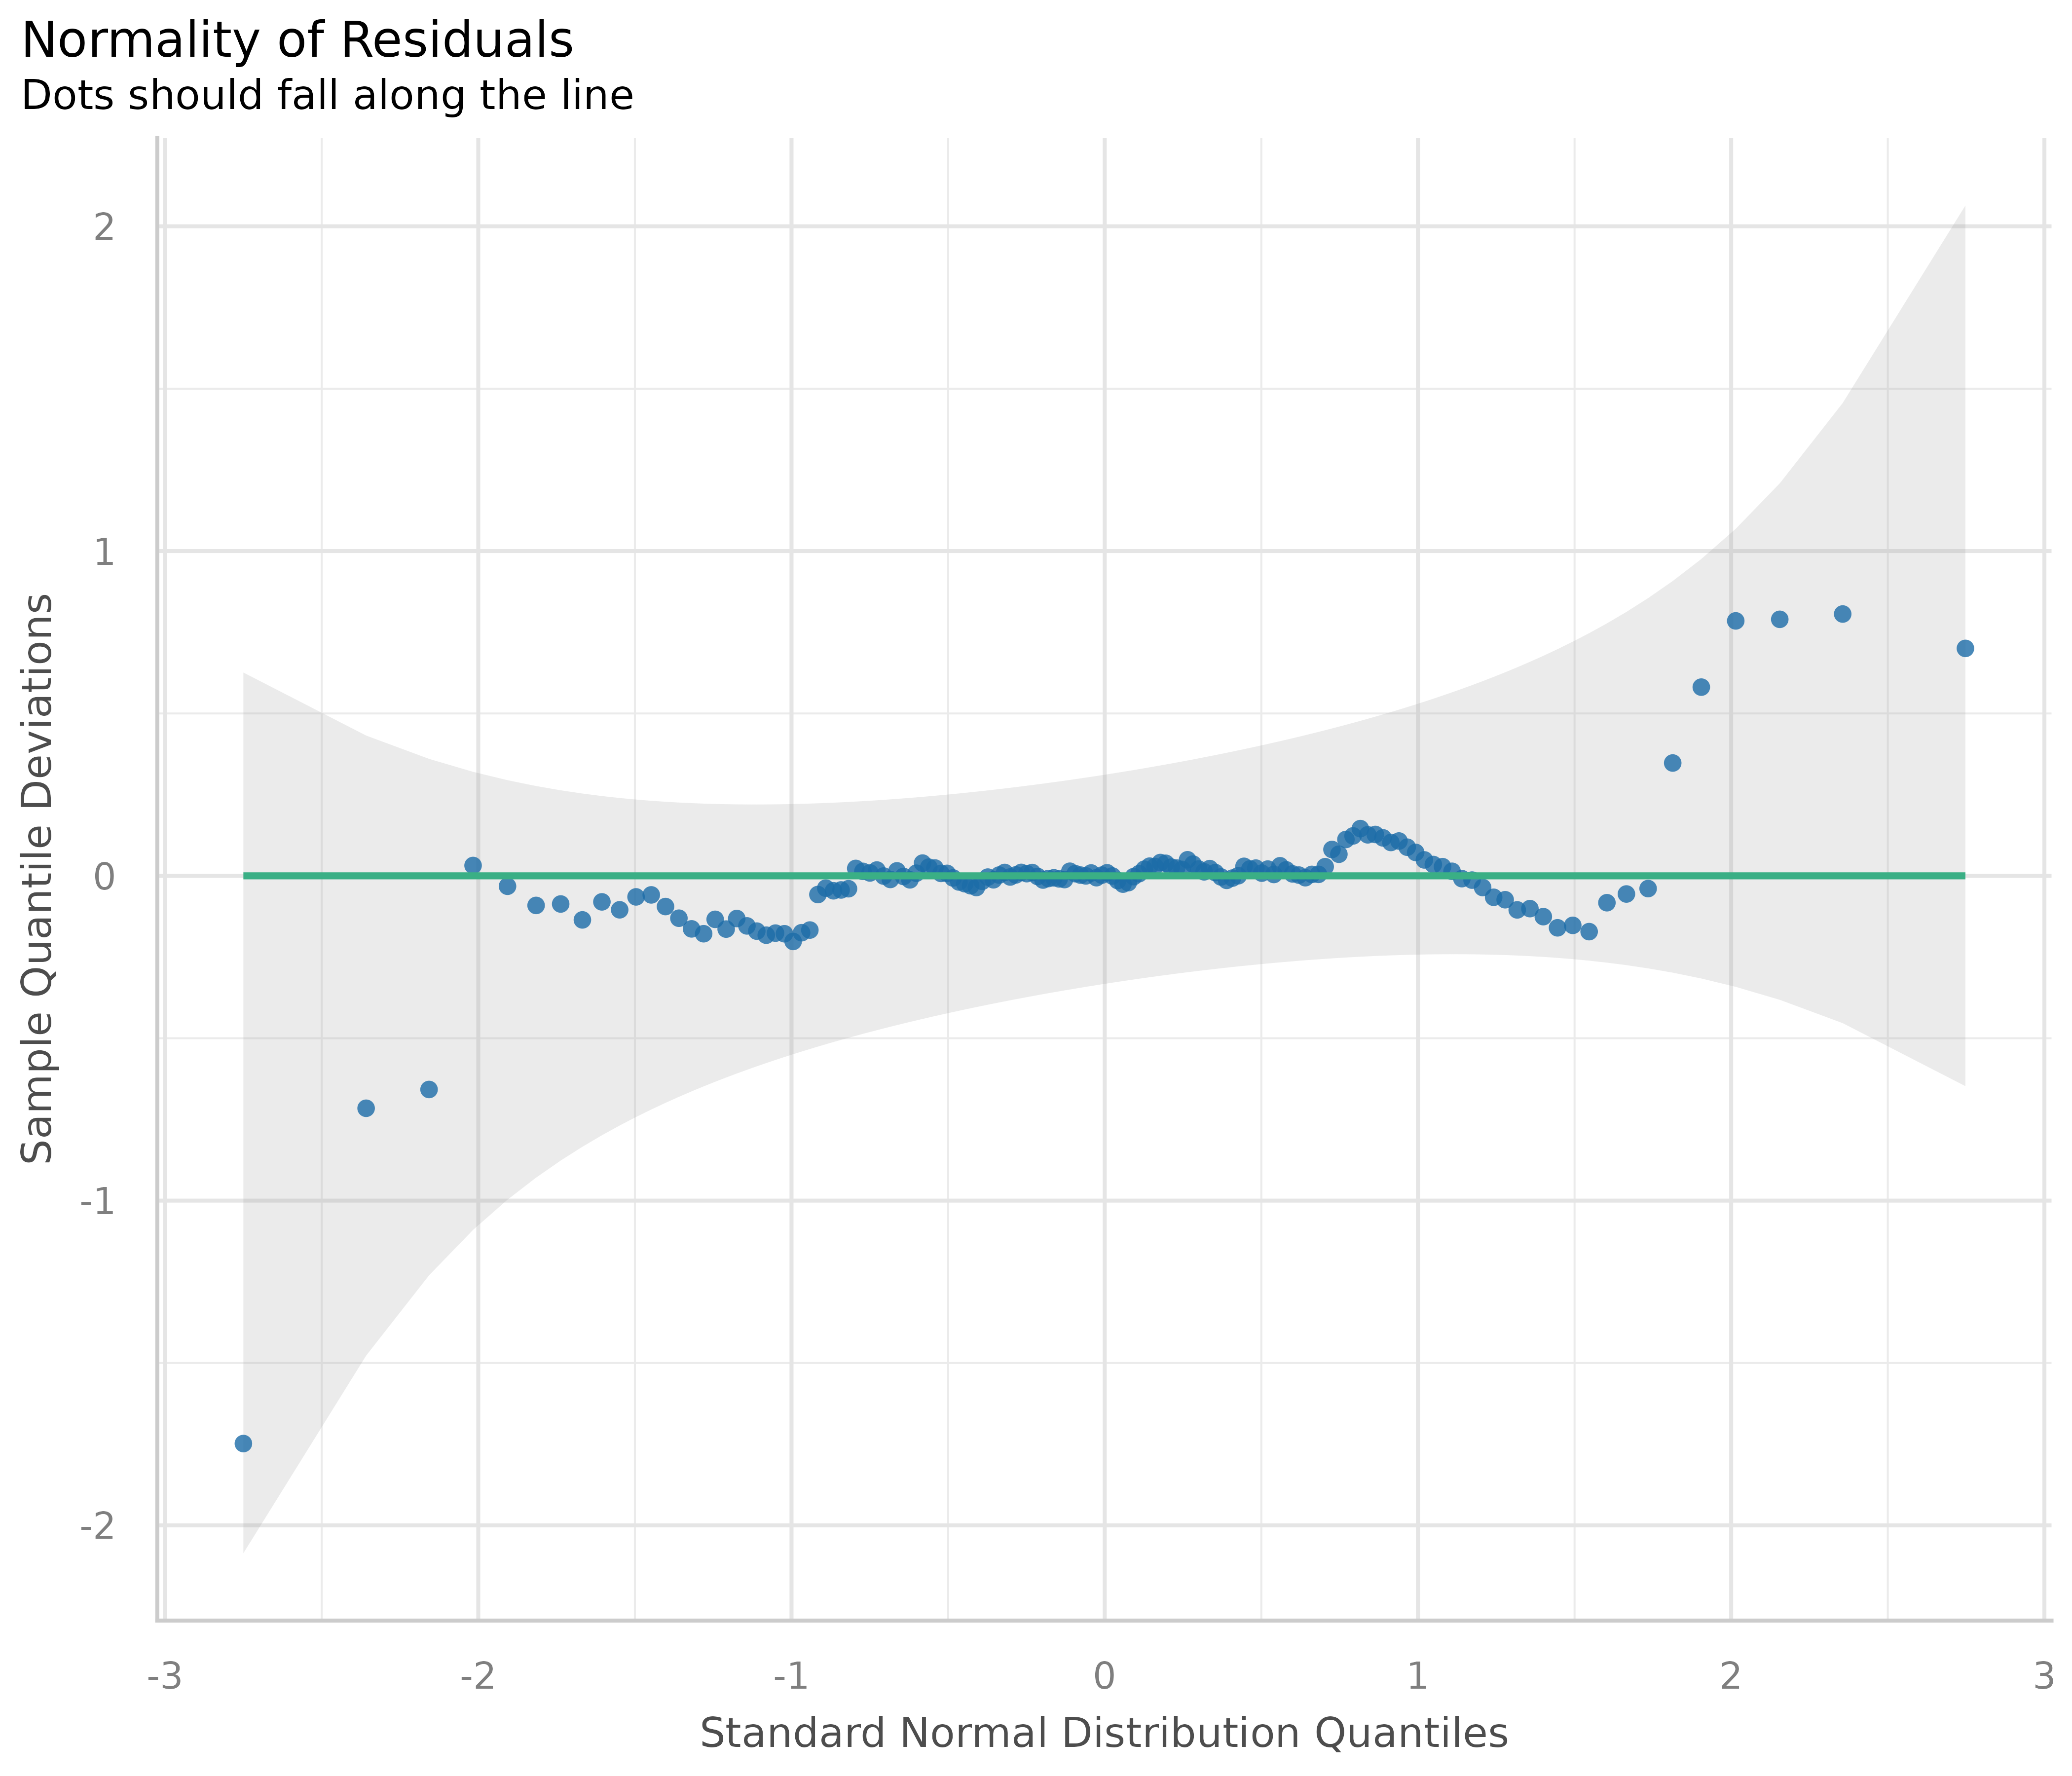 Normality of Residuals
Dots should fall along the line
2
1
0
-1
-2
Sample Quantile Deviations
-3 -2 -1 0 1 2 3
Standard Normal Distribution Quantiles